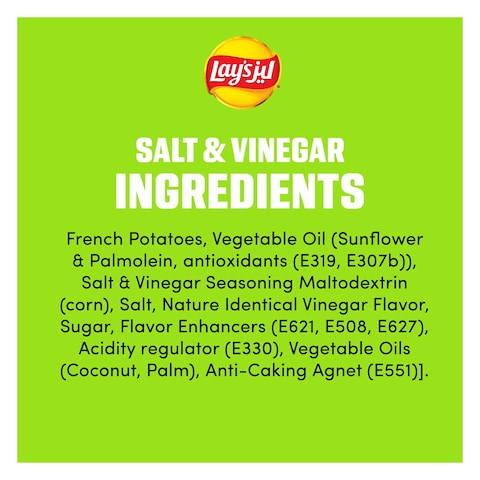 Lay's ليز
SALT & VINEGAR
INGREDIENTS
French Potatoes, Vegetable Oil (Sunflower
& Palmolein, antioxidants (E319, E307b)),
Salt & Vinegar Seasoning Maltodextrin
(corn), Salt, Nature Identical Vinegar Flavor,
Sugar, Flavor Enhancers (E621, E508, E627),
Acidity regulator (E330), Vegetable Oils
(Coconut, Palm), Anti-Caking Agnet (E551)].